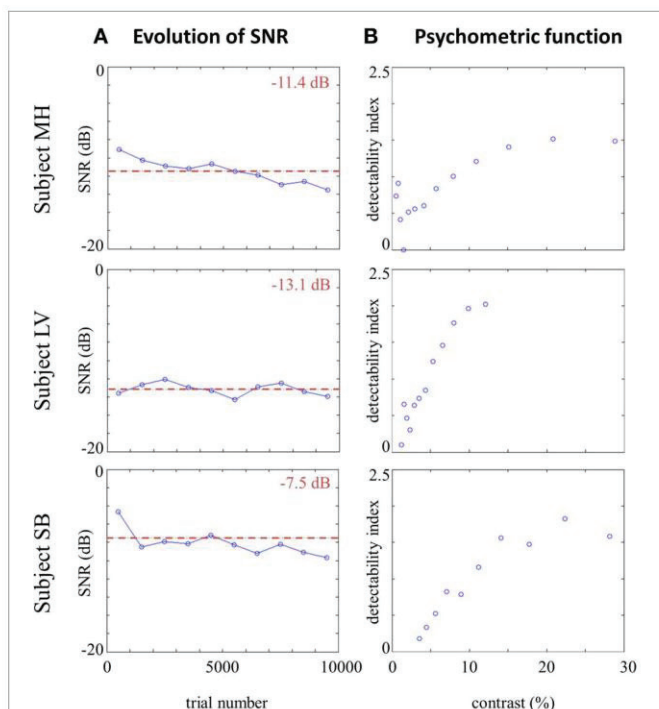 A Evolution of SNR
B Psychometric function
Subject MH
SNR (dB)
0
-20
-11.4 dB
detectability index
2.5
0
Subject LV
SNR (dB)
0
-20
-13.1 dB
detectability index
2.5
0
Subject SB
SNR (dB)
0
-20
-7.5 dB
0 5000 10000
trial number
detectability index
2.5
0
0 10 20 30
contrast (%)